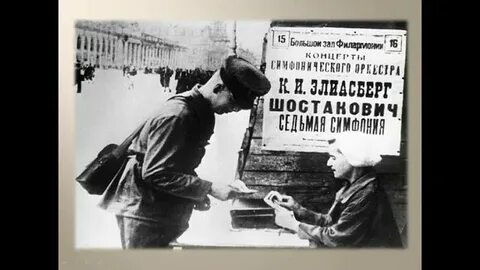 15 Большой зал Филармонии 16
КОНЦЕРТЫ
СИМФОНИЧЕСКОГО ОРКЕСТРА
К. И. ЭЛИАСБЕРГ
ШОСТАКОВИЧ
СЕДЬМАЯ СИМФОНИЯ